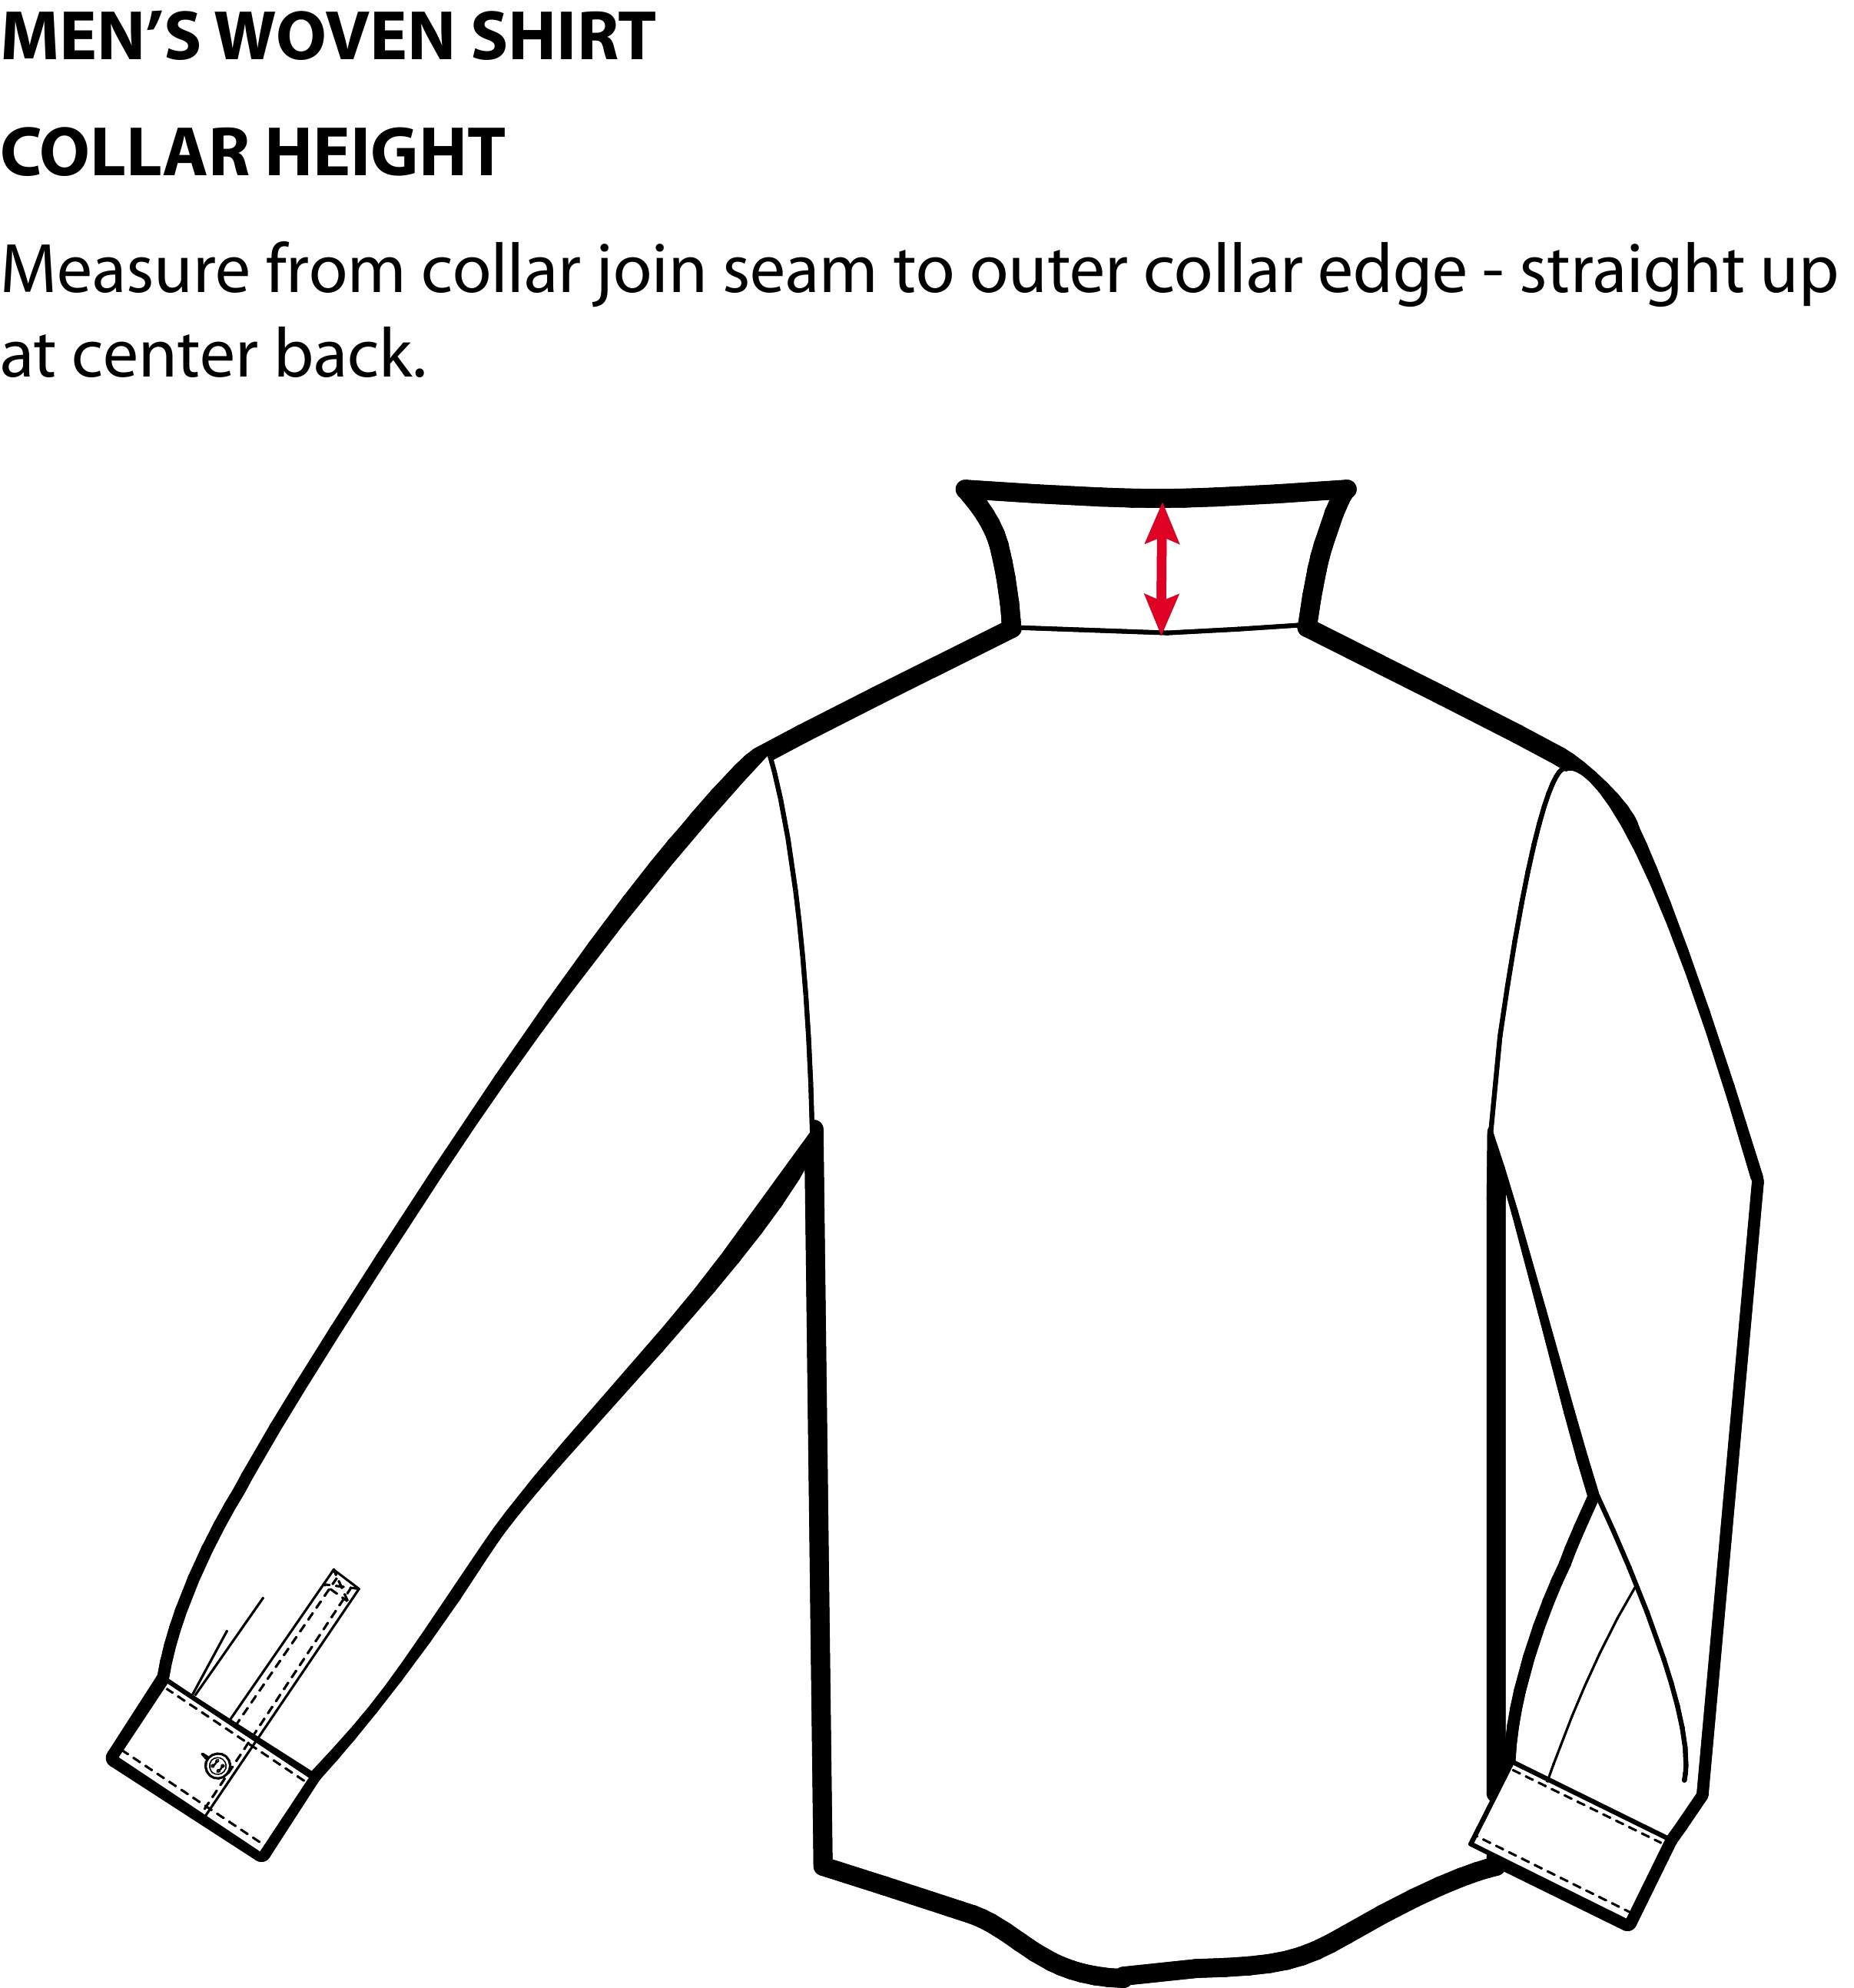 MEN’S WOVEN SHIRT
COLLAR HEIGHT
Measure from collar join seam to outer collar edge - straight up
at center back.